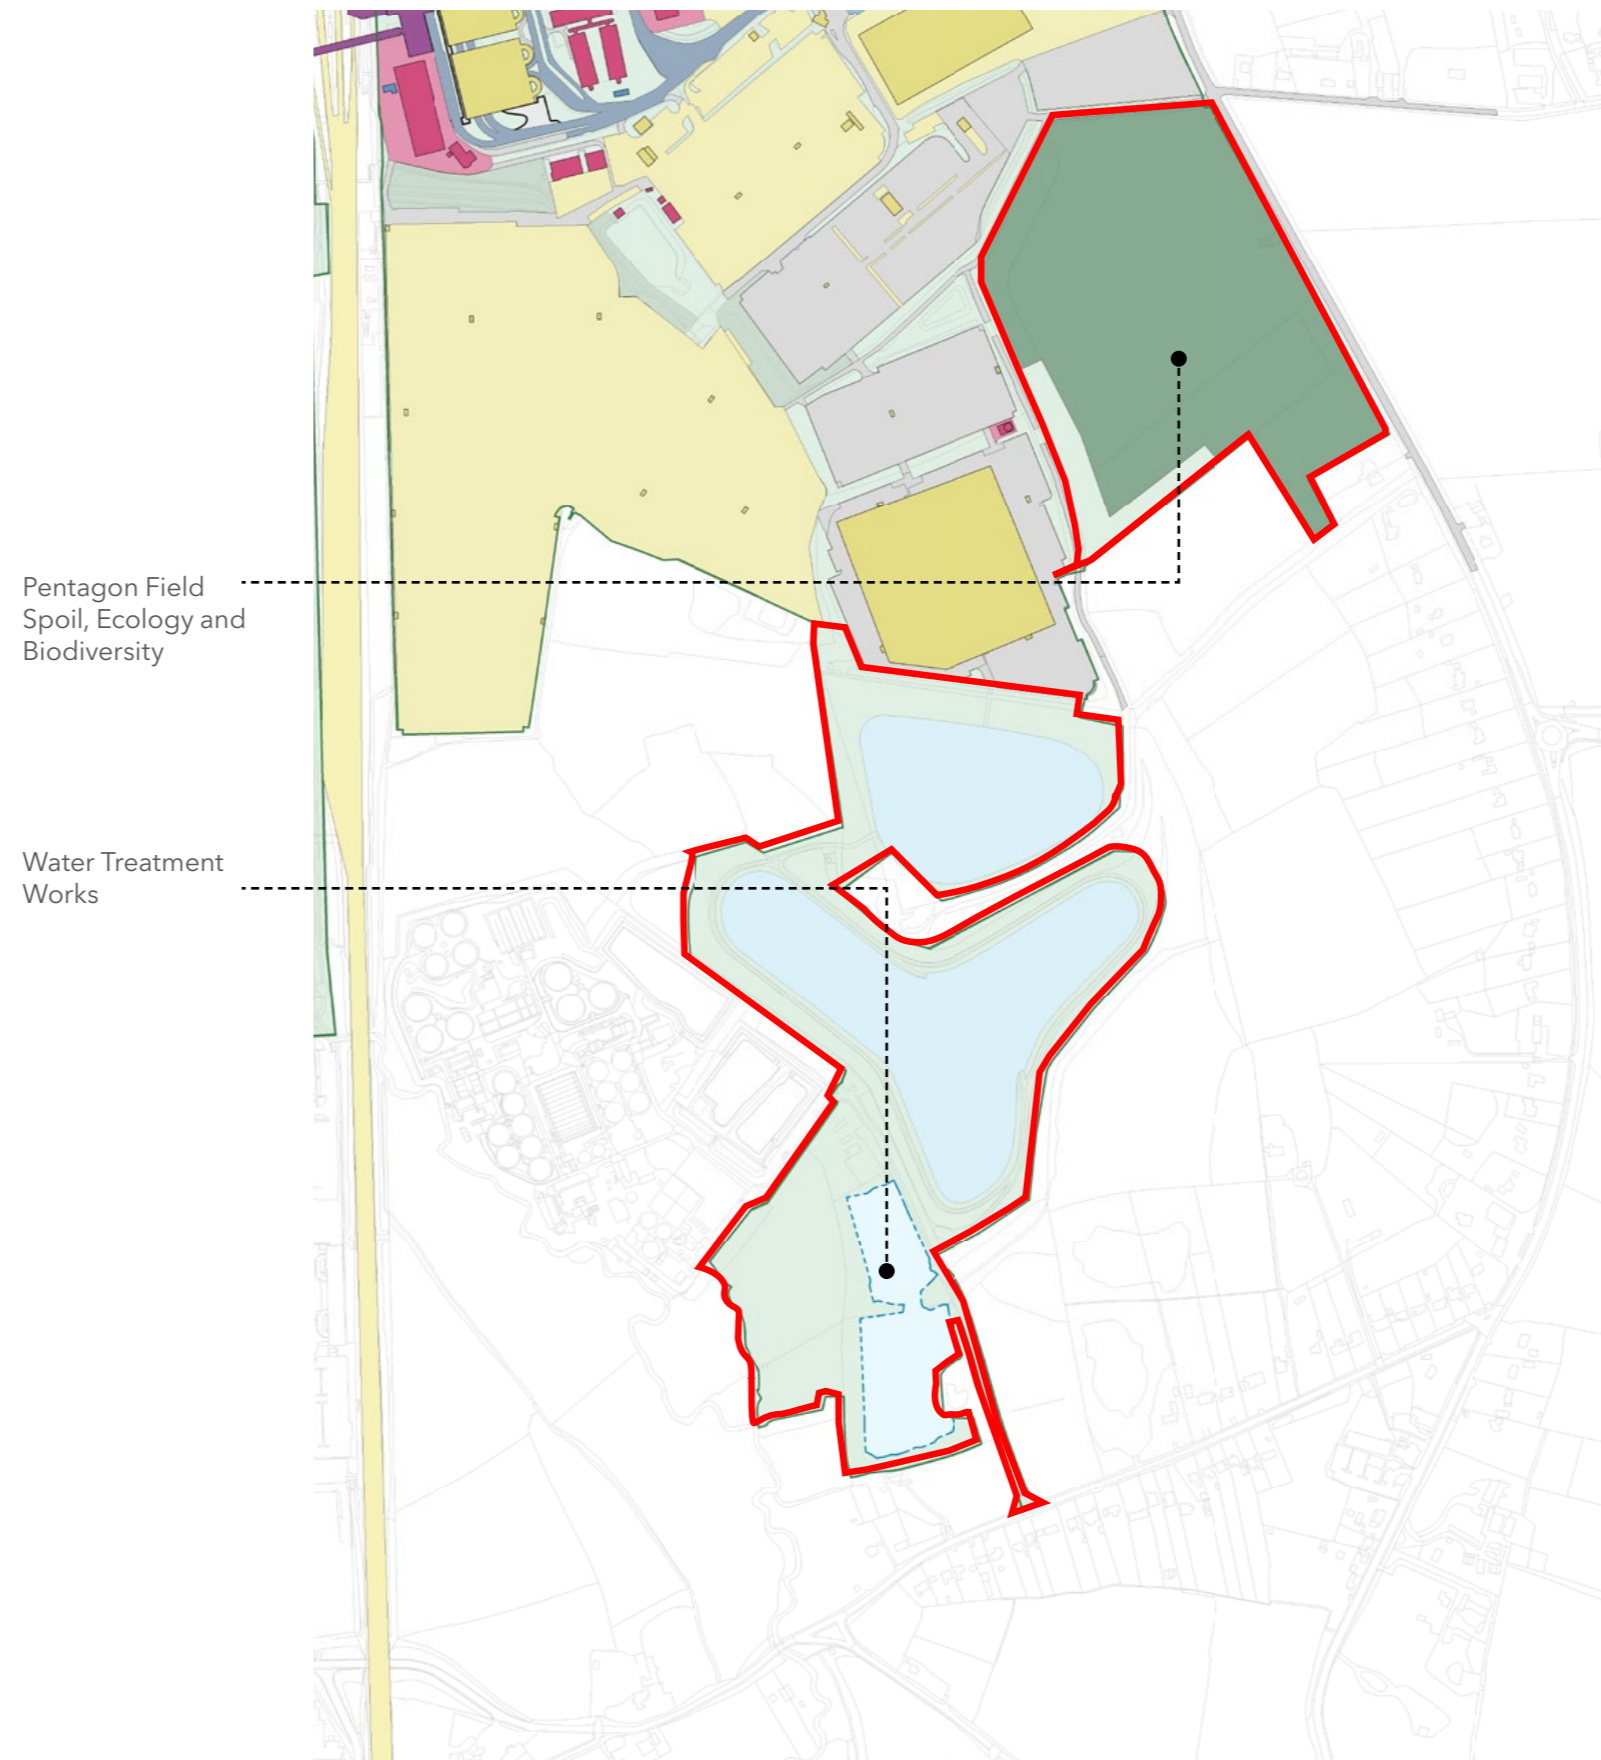 Pentagon Field
Spoil, Ecology and
Biodiversity
Water Treatment
Works